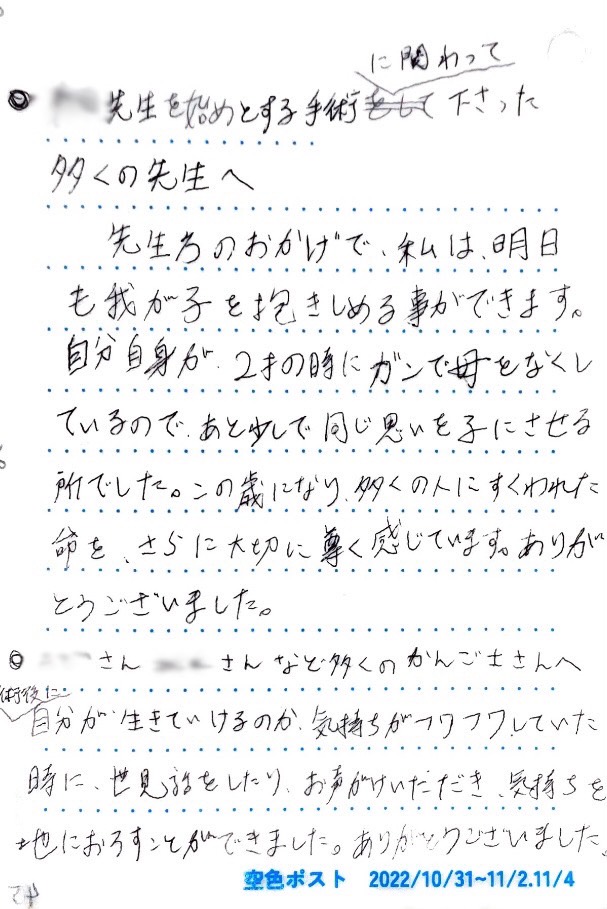 に関わって
先生を始めとする手術をして下さった
多くの先生へ
先生方のおかげで、私は、明日
も我が子を抱きしめる事ができます。
自分自身が、2才の時にガンで母をなくし
ているので、あと少しで同じ思いを子にさせる
所でした。この歳になり、多くの人にすくわれた
命を、さらに大切に尊く感じています。ありが
とうございました。
さん さんなど多くのかんご士さんへ
術後に
自分が生きていけるのか、気持ちがフワフワしていた
時に、世見話をしたり、お声がけいただき、気持ちを
地におろすことができました。ありがとうございました。
空色ポスト 2022/10/31~11/2.11/4